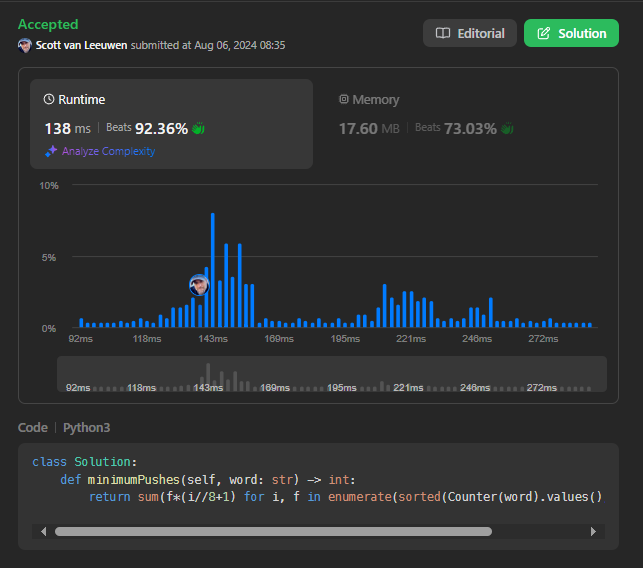 Accepted
Scott van Leeuwen submitted at Aug 06, 2024 08:35
Editorial
Solution
Runtime
138 ms | Beats 92.36%
Analyze Complexity
Memory
17.60 MB | Beats 73.03%
10%
5%
0%
92ms 118ms 143ms 169ms 195ms 221ms 246ms 272ms
92ms 118ms 143ms 169ms 195ms 221ms 246ms 272ms
Code | Python3
class Solution:
    def minimumPushes(self, word: str) -> int:
        return sum(f*(i//8+1) for i, f in enumerate(sorted(Counter(word).values()